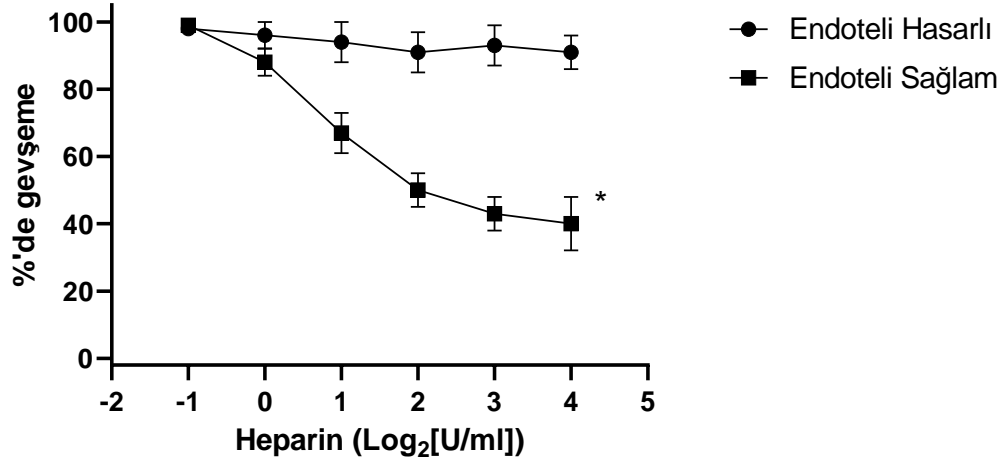 100
80
60
40
20
0
%'de gevşeme
-2 -1 0 1 2 3 4 5
Heparin (Log₂[U/ml])
*
Endoteli Hasarlı
Endoteli Sağlam